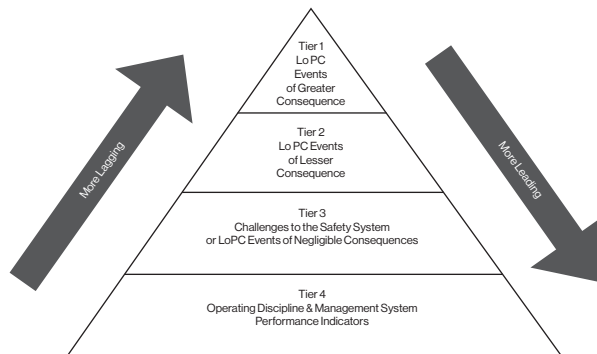 Tier 1
Lo PC
Events
of Greater
Consequence
More Lagging
More Leading
Tier 2
Lo PC Events
of Lesser
Consequence
Tier 3
Challenges to the Safety System
or LoPC Events of Negligible Consequences
Tier 4
Operating Discipline & Management System
Performance Indicators